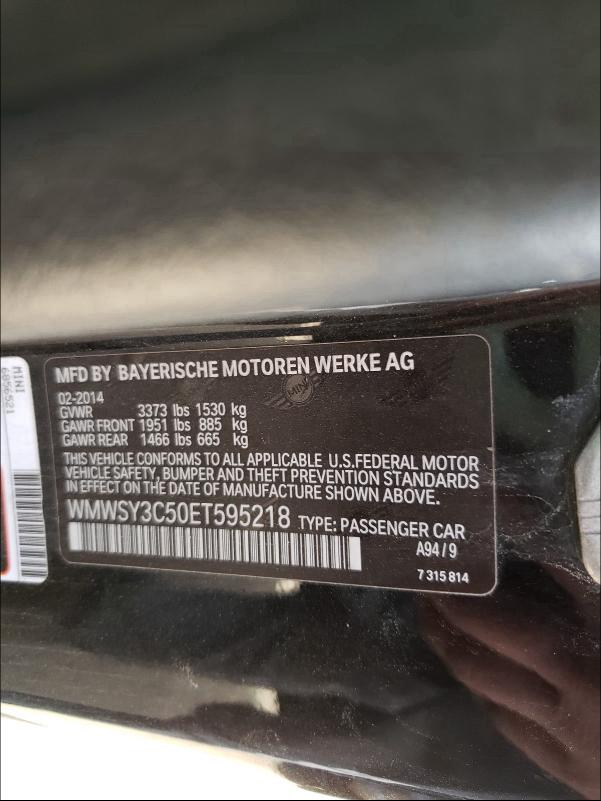 MFD BY BAYERISCHE MOTOREN WERKE AG
MINI
02-2014
GVWR 3373 lbs 1530 kg
GAWR FRONT 1951 lbs 885 kg
GAWR REAR 1466 lbs 665 kg
THIS VEHICLE CONFORMS TO ALL APPLICABLE U.S.FEDERAL MOTOR
VEHICLE SAFETY, BUMPER AND THEFT PREVENTION STANDARDS
IN EFFECT ON THE DATE OF MANUFACTURE SHOWN ABOVE.
WMWSY3C50ET595218 TYPE: PASSENGER CAR
A94 / 9
7 315 814
MINI
6856521